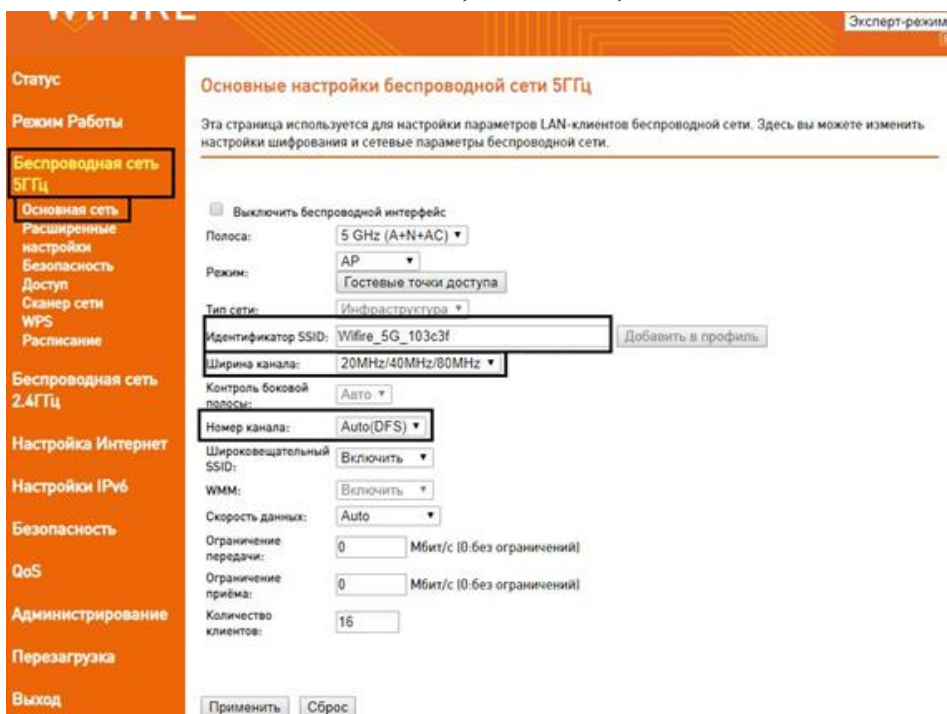 WIFIRE
Эксперт-режим
Статус
Режим Работы
Беспроводная сеть
5ГГц
Основная сеть
Расширенные
настройки
Безопасность
Доступ
Сканер сети
WPS
Расписание
Беспроводная сеть
2.4ГГц
Настройка Интернет
Настройки IPv6
Безопасность
QoS
Администрирование
Перезагрузка
Выход
Основные настройки беспроводной сети 5ГГц
Эта страница используется для настройки параметров LAN-клиентов беспроводной сети. Здесь вы можете изменить
настройки шифрования и сетевые параметры беспроводной сети.
Выключить беспроводной интерфейс
Полоса: 5 GHz (A+N+AC)
Режим: AP
Гостевые точки доступа
Тип сети: Инфраструктура
Идентификатор SSID: Wifire_5G_103c3f Добавить в профиль
Ширина канала: 20MHz/40MHz/80MHz
Контроль боковой
полосы: Авто
Номер канала: Auto(DFS)
Широковещательный
SSID: Включить
WMM: Включить
Скорость данных: Auto
Ограничение
передачи: 0 Мбит/с (0:без ограничений)
Ограничение
приёма: 0 Мбит/с (0:без ограничений)
Количество
клиентов: 16
Применить Сброс